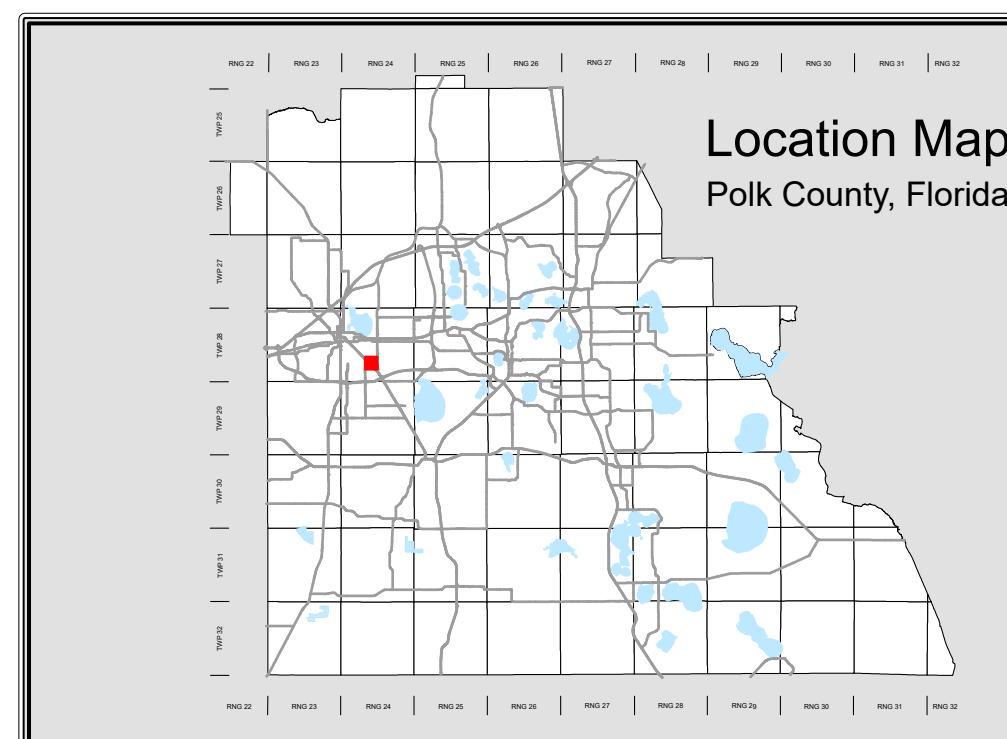 RNG 22 RNG 23 RNG 24 RNG 25 RNG 26 RNG 27 RNG 28 RNG 29 RNG 30 RNG 31 RNG 32
Location Map
Polk County, Florida
TWP 25
TWP 26
TWP 27
TWP 28
TWP 29
TWP 30
TWP 31
TWP 32
RNG 22 RNG 23 RNG 24 RNG 25 RNG 26 RNG 27 RNG 28 RNG 29 RNG 30 RNG 31 RNG 32